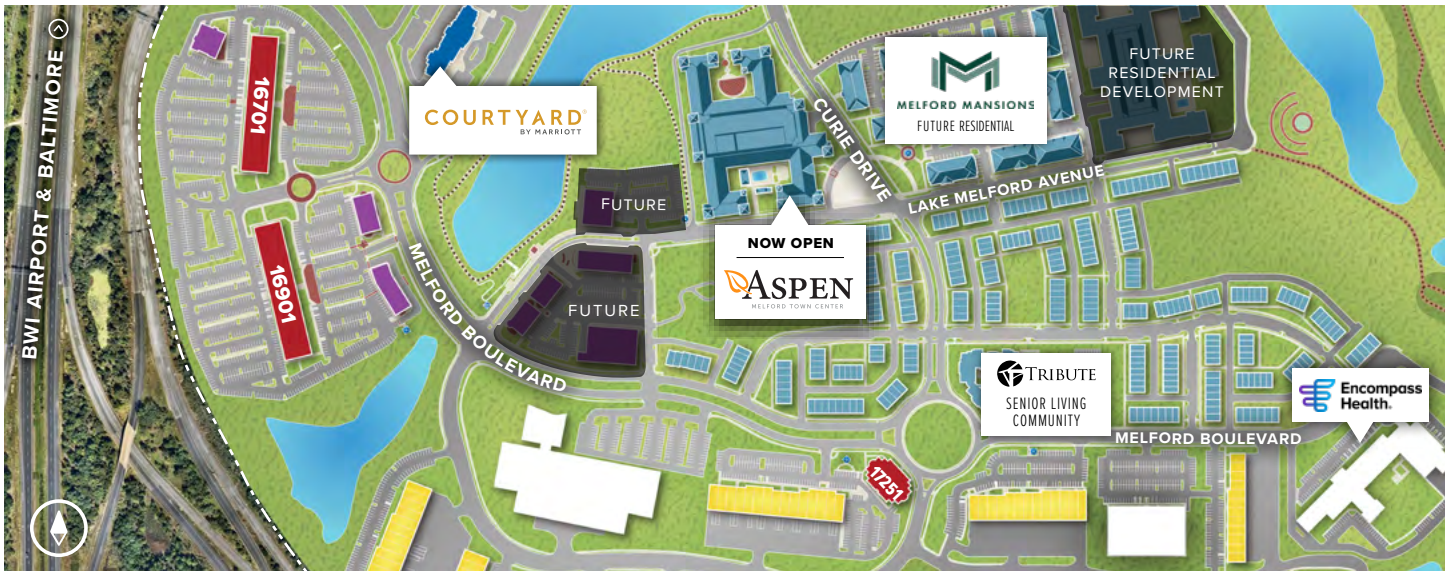 BWI AIRPORT & BALTIMORE
16701
16901
COURTYARD®
BY MARRIOTT
MELFORD BOULEVARD
FUTURE
FUTURE
CURIE DRIVE
M
MELFORD MANSIONS
FUTURE RESIDENTIAL
FUTURE
RESIDENTIAL
DEVELOPMENT
LAKE MELFORD AVENUE
NOW OPEN
ASPEN
MELFORD TOWN CENTER
TRIBUTE
SENIOR LIVING
COMMUNITY
Encompass
Health®
MELFORD BOULEVARD
17251